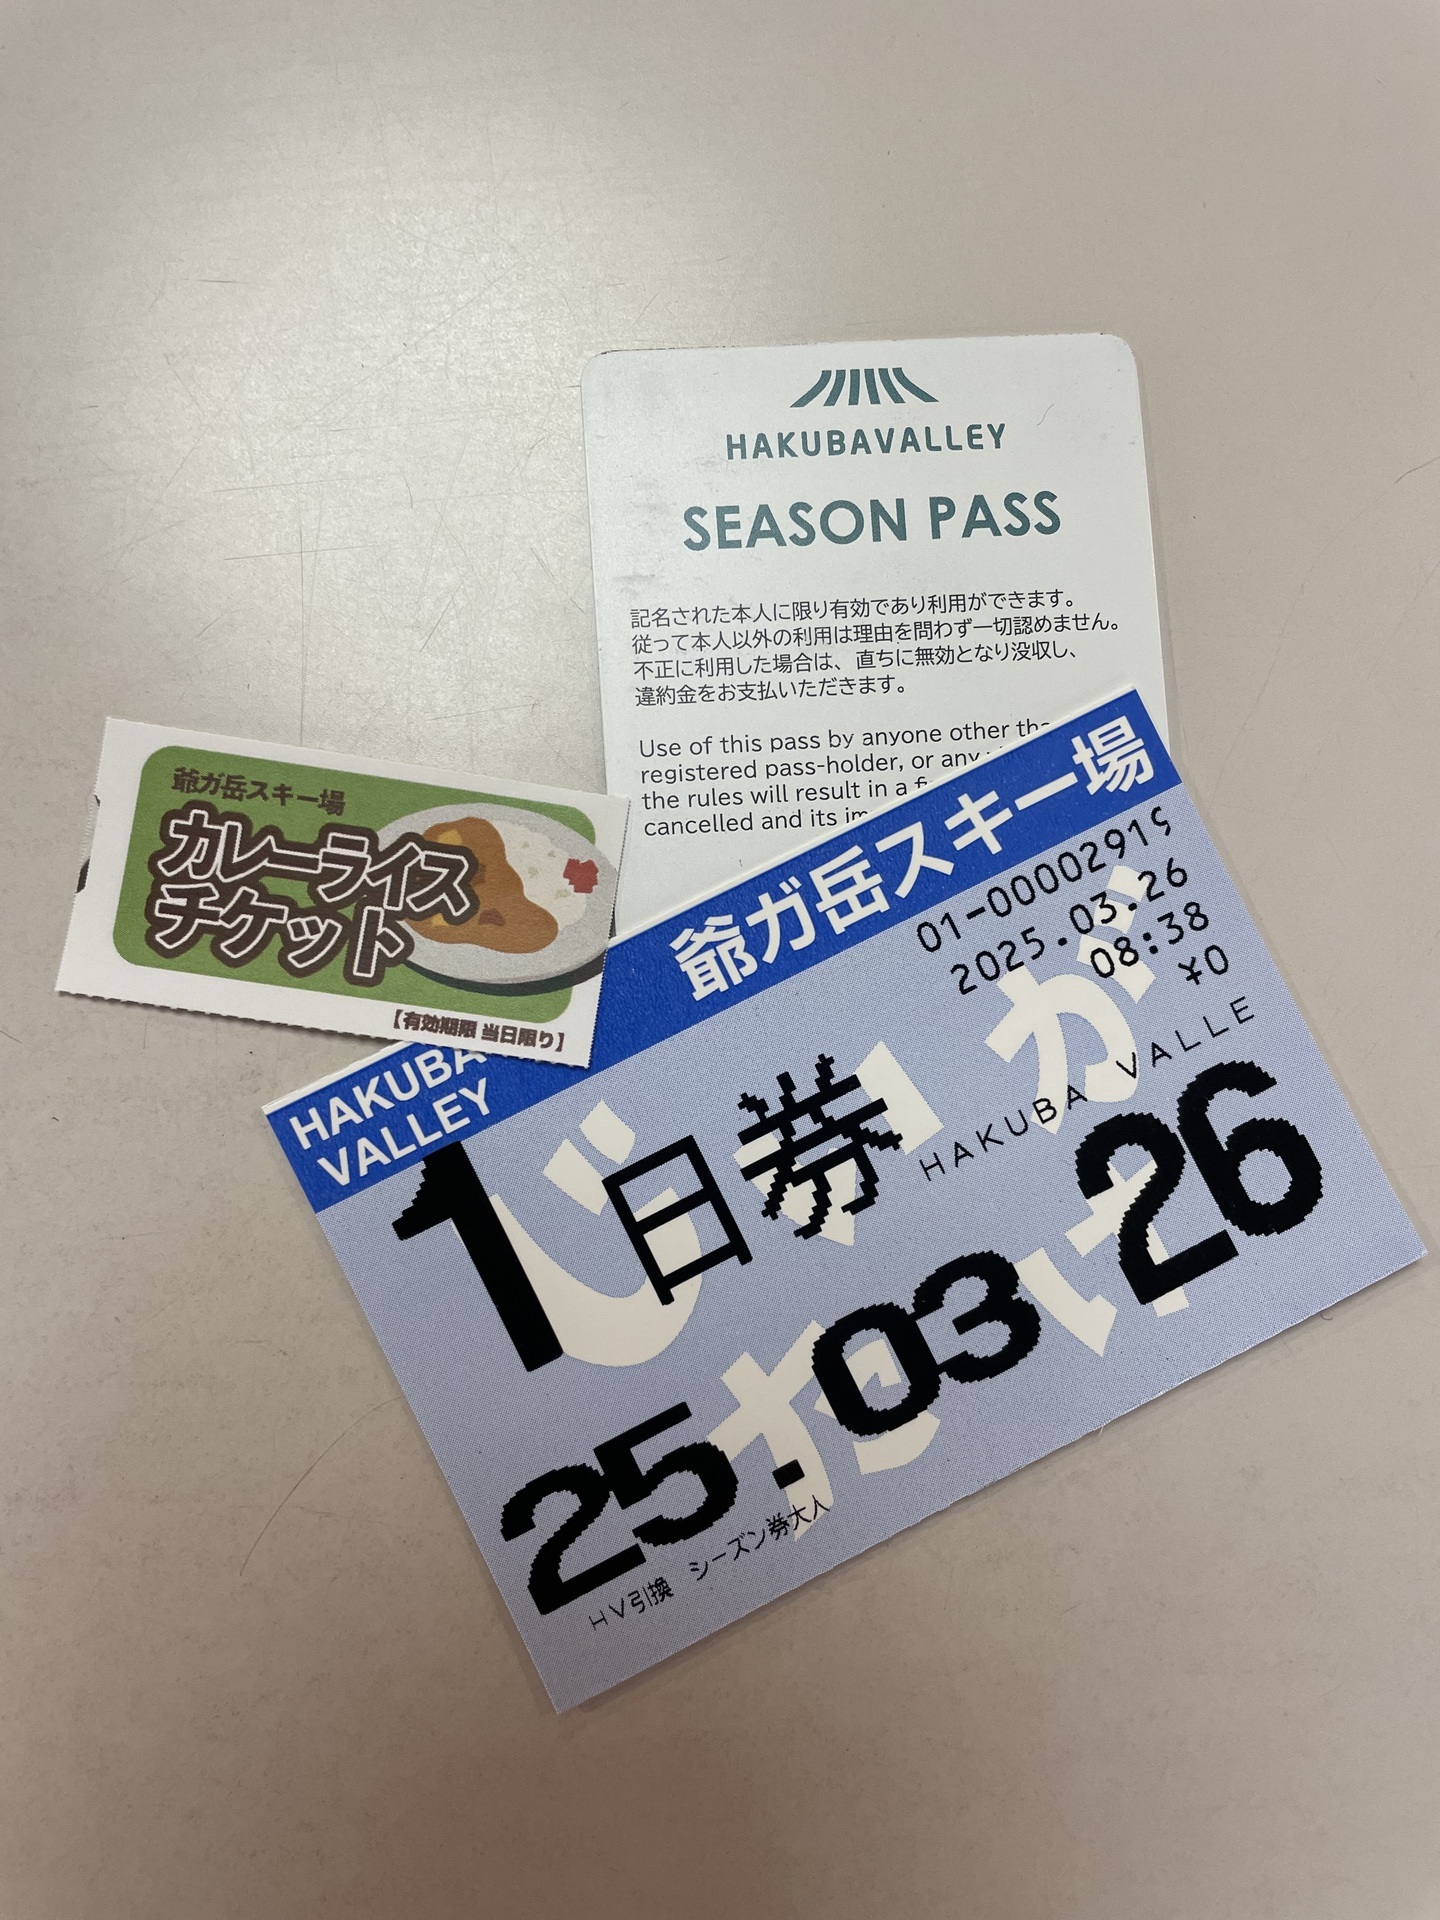 HAKUBAVALLEY
SEASON PASS
記名された本人に限り有効であり利用ができます。
従って本人以外の利用は理由を問わず一切認めません。
不正に利用した場合は、直ちに無効となり没収し、
違約金をお支払いただきます。
Use of this pass by anyone other
registered pass-holder, or any
the rules will result in a
cancelled and its
爺ガ岳スキー場
カレーライス
チケット
【有効期限 当日限り】
HAKUBA
VALLEY
爺ガ岳スキー場
01-00002915
2025.03.26
08:38
¥0
HAKUBA VALLE
じいがたけ
1日券
25.03 26
HV引換 シーズン券大人